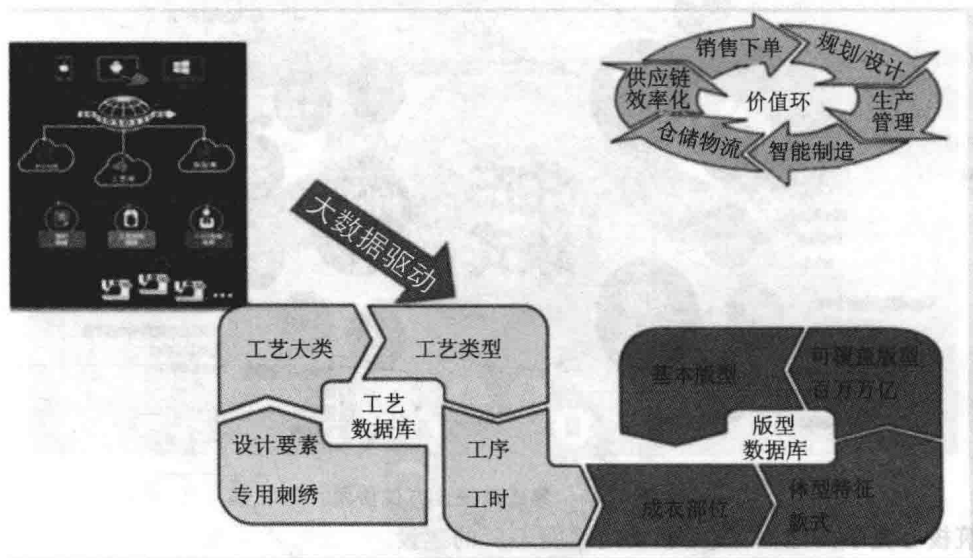 销售下单
规划/设计
供应链
效率化
价值环
生产
管理
仓储物流
智能制造
大数据驱动
工艺大类
工艺类型
工艺
数据库
设计要素
专用刺绣
工序
工时
基本版型
可覆盖版型
百万万亿
版型
数据库
成衣部位
体型特征
款式